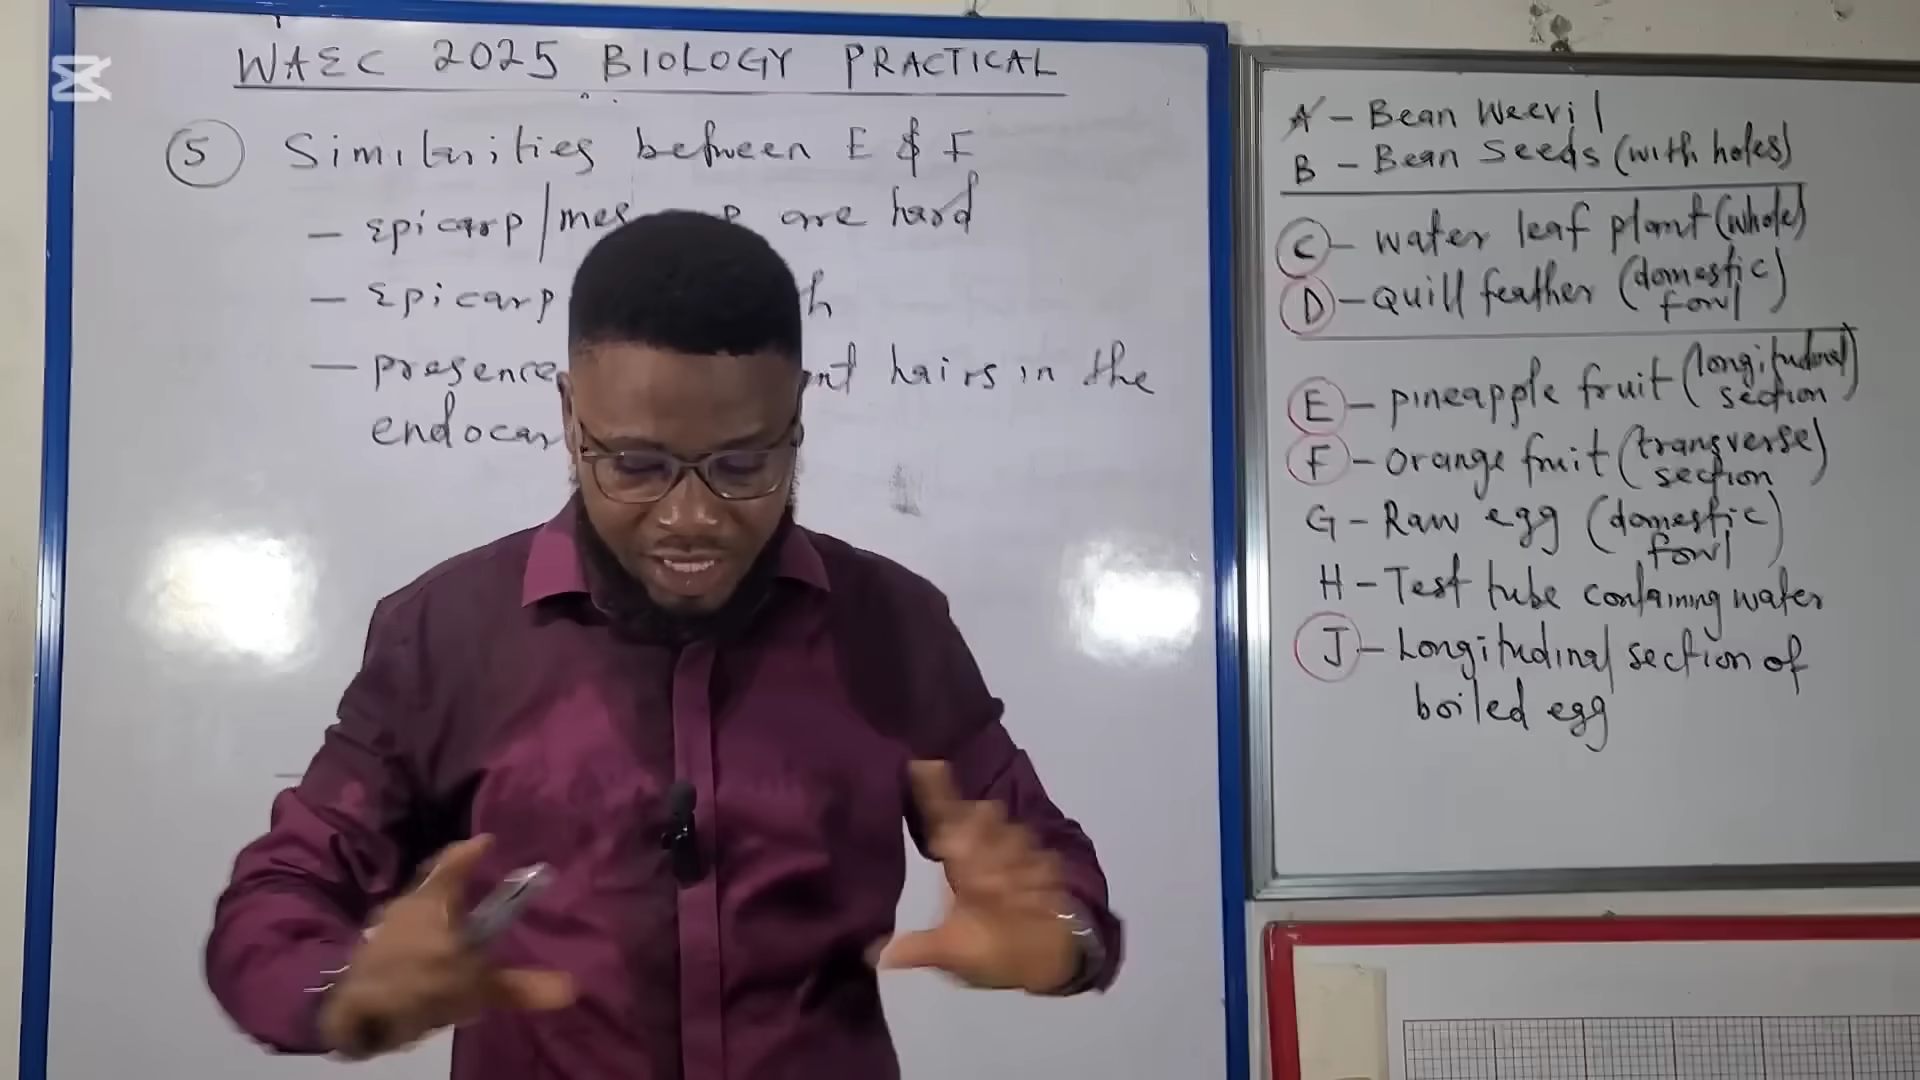 WAEC 2025 BIOLOGY PRACTICAL
5 Similarities between E & F
- Epicarp/mes are hard
- Epicarp
- presence hairs in the
A - Bean Weevil
B - Bean Seeds (with holes)
C - water leaf plant (whole)
D - Quill feather (domestic fowl)
E - pineapple fruit (longitudinal section
F - orange fruit (transverse section
G - Raw egg (domestic fowl)
H - Test tube containing water
J - Longitudinal section of
boiled egg